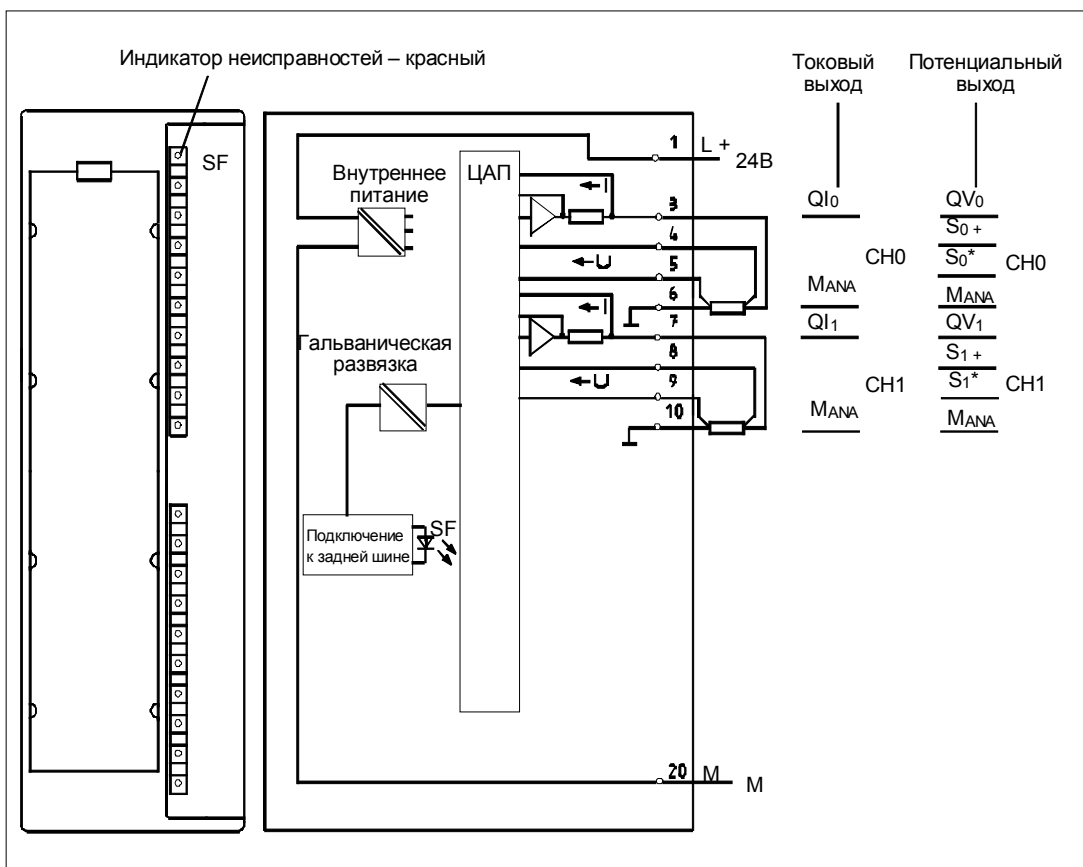 Индикатор неисправностей – красный
SF
Внутреннее
питание
ЦАП
Гальваническая
развязка
Подключение
к задней шине
SF
I
U
I
U
1
3
4
5
6
7
8
9
10
20
L +
24В
M
M
Токовый
выход
QI0
CH0
MANA
QI1
CH1
MANA
Потенциальный
выход
QV0
S0 +
S0*
CH0
MANA
QV1
S1 +
S1*
CH1
MANA